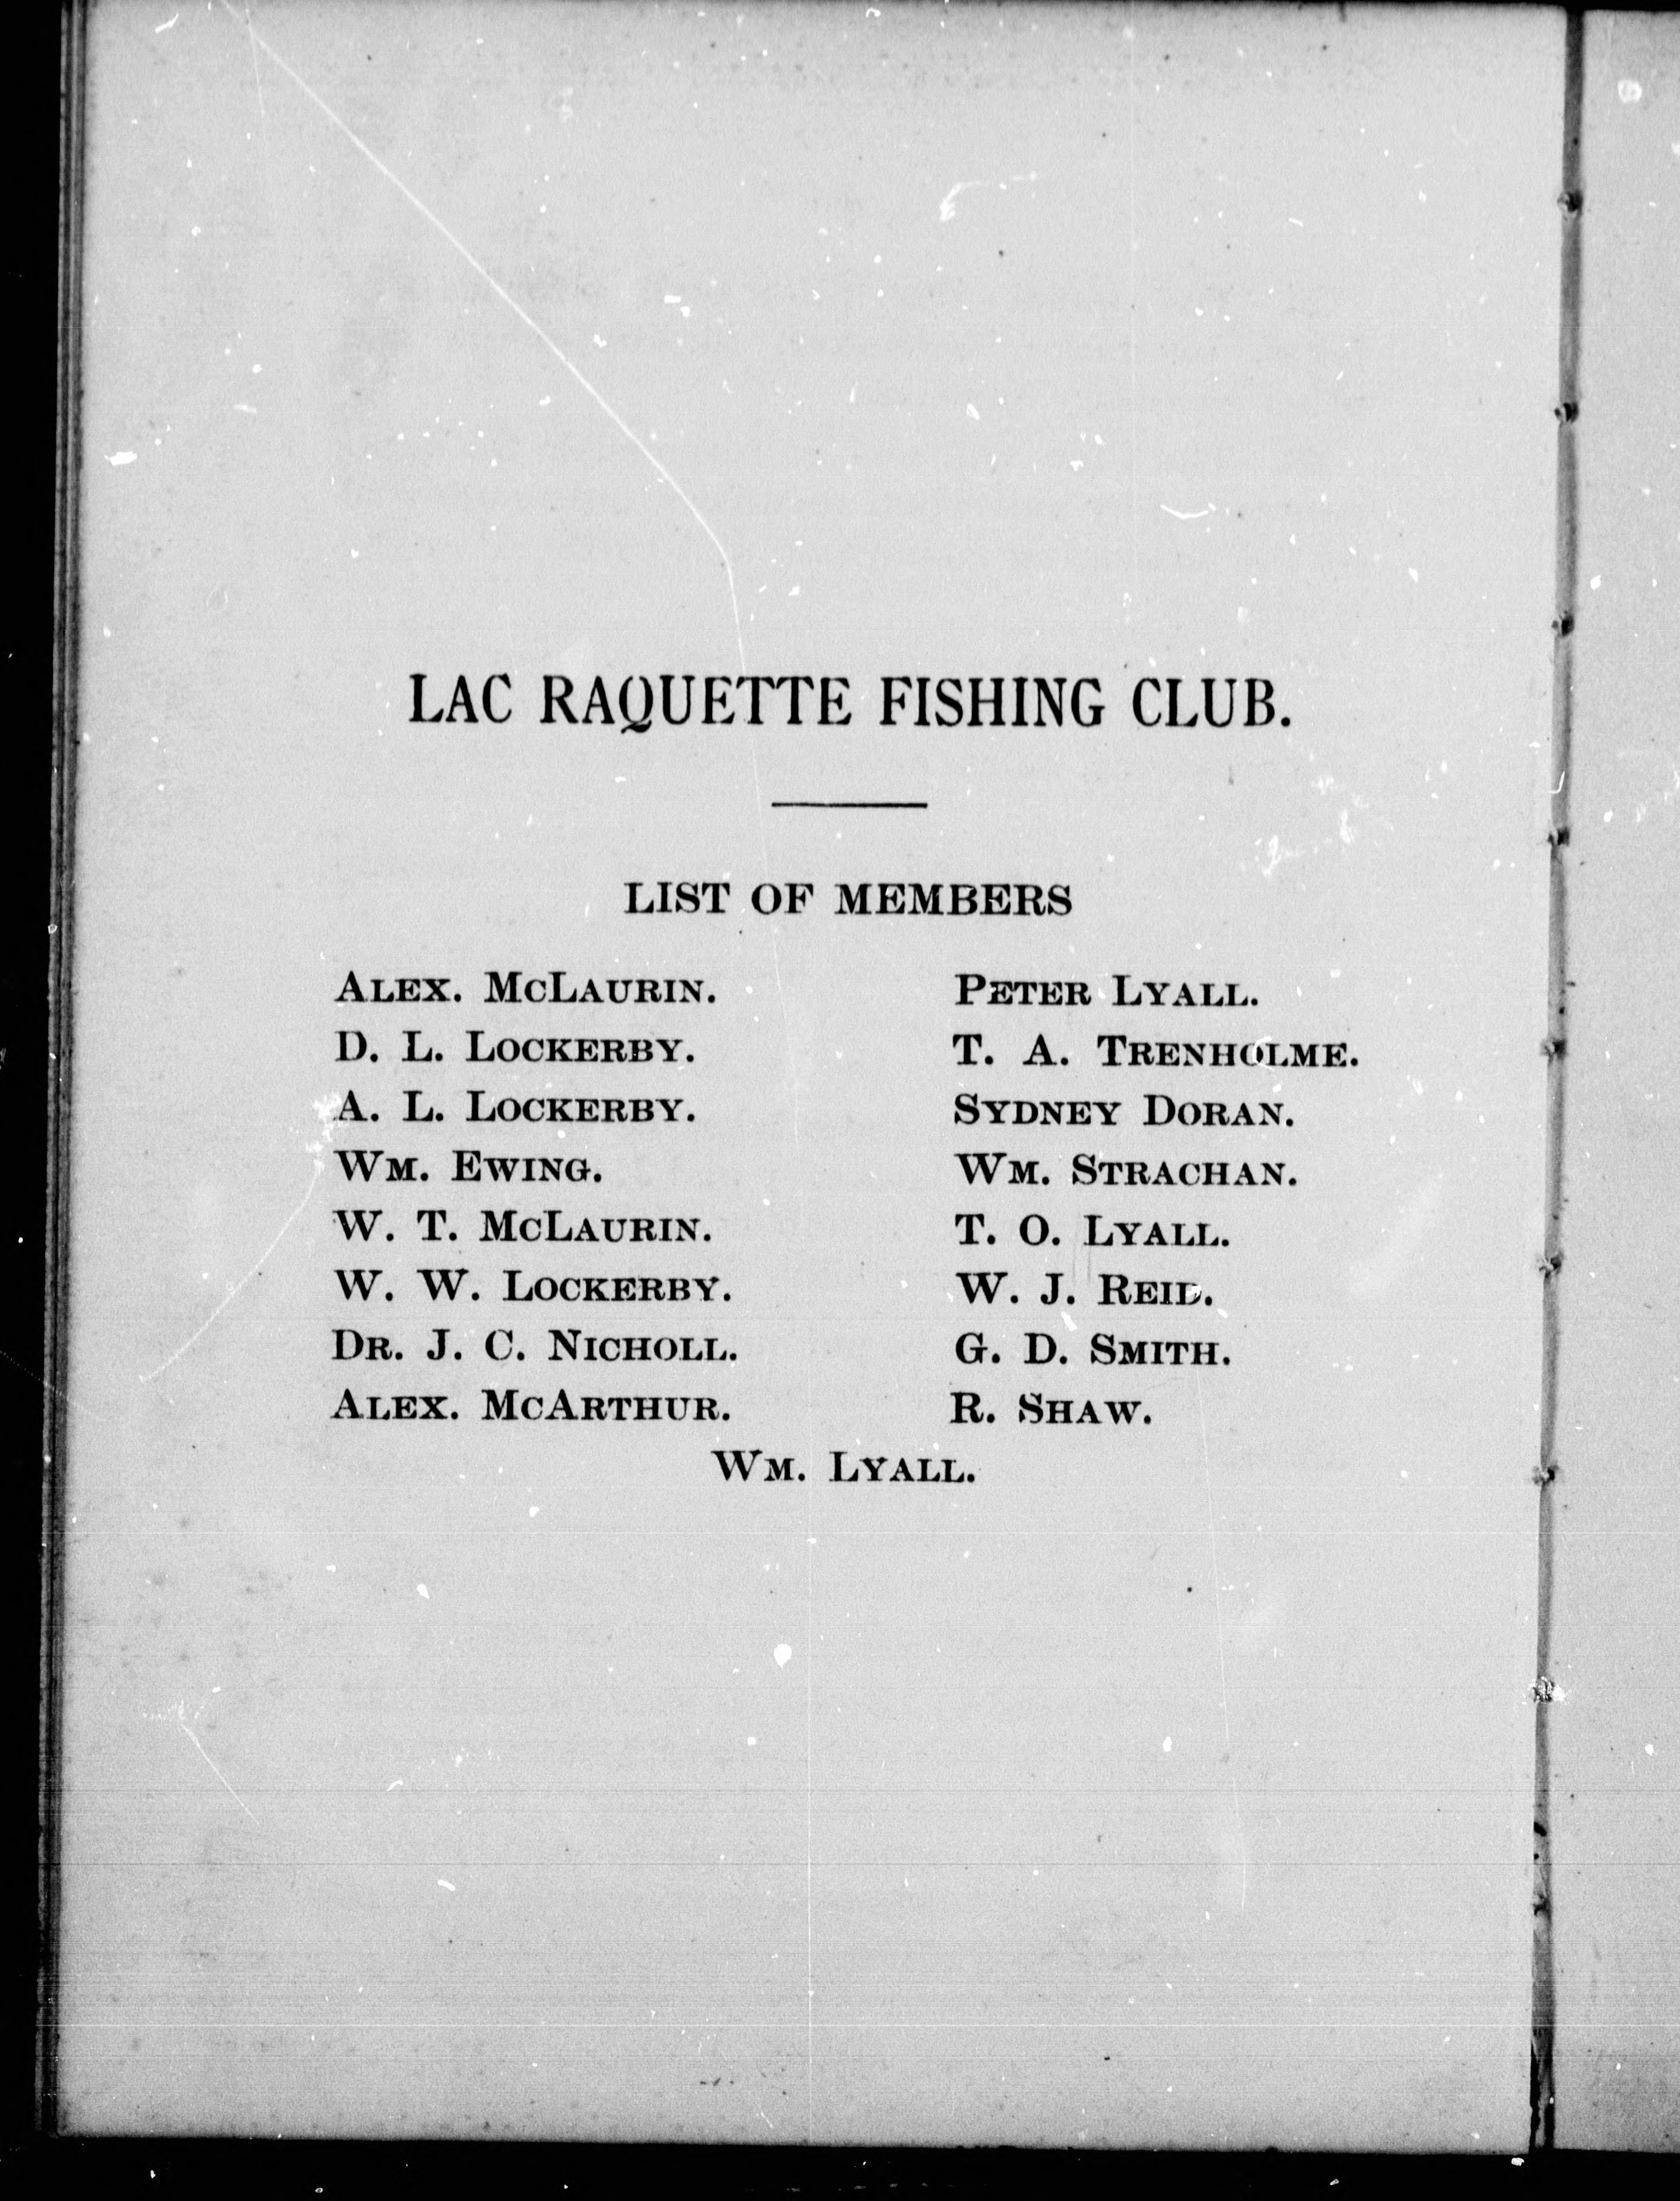 LAC RAQUETTE FISHING CLUB.
LIST OF MEMBERS
ALEX. MCLAURIN.
D. L. LOCKERBY.
A. L. LOCKERBY.
WM. EWING.
W. T. MCLAURIN.
W. W. LOCKERBY.
DR. J. C. NICHOLL.
ALEX. MCARTHUR.
PETER LYALL.
T. A. TRENHOLME.
SYDNEY DORAN.
WM. STRACHAN.
T. O. LYALL.
W. J. REID.
G. D. SMITH.
R. SHAW.
WM. LYALL.